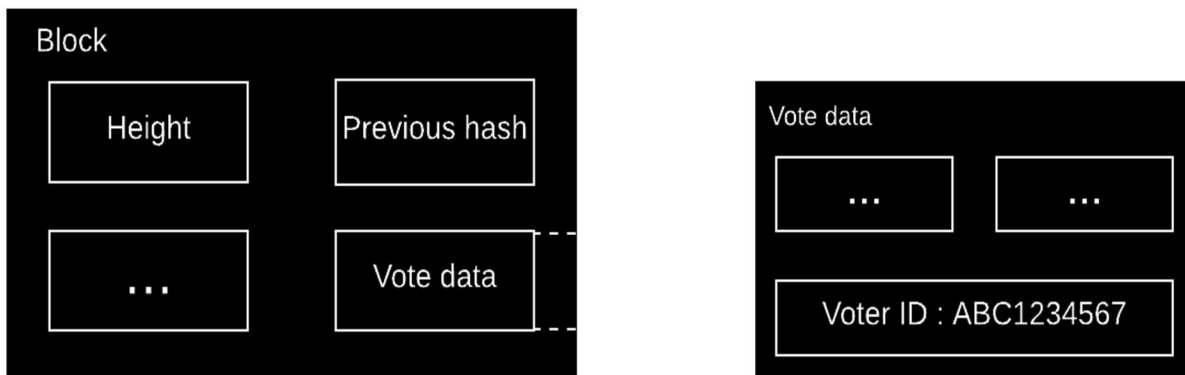 Block
Height
Previous hash
...
Vote data
Vote data
...
...
Voter ID : ABC1234567